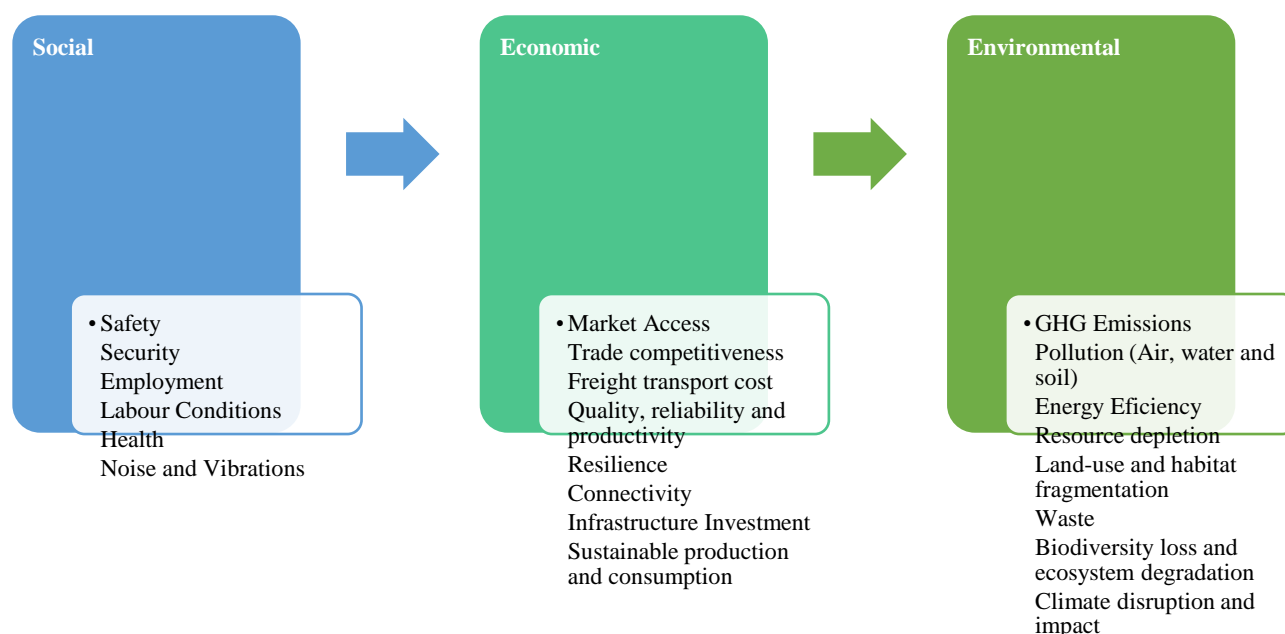 Social
• Safety
Security
Employment
Labour Conditions
Health
Noise and Vibrations
Economic
• Market Access
Trade competitiveness
Freight transport cost
Quality, reliability and
productivity
Resilience
Connectivity
Infrastructure Investment
Sustainable production
and consumption
Environmental
• GHG Emissions
Pollution (Air, water and
soil)
Energy Eficiency
Resource depletion
Land-use and habitat
fragmentation
Waste
Biodiversity loss and
ecosystem degradation
Climate disruption and
impact